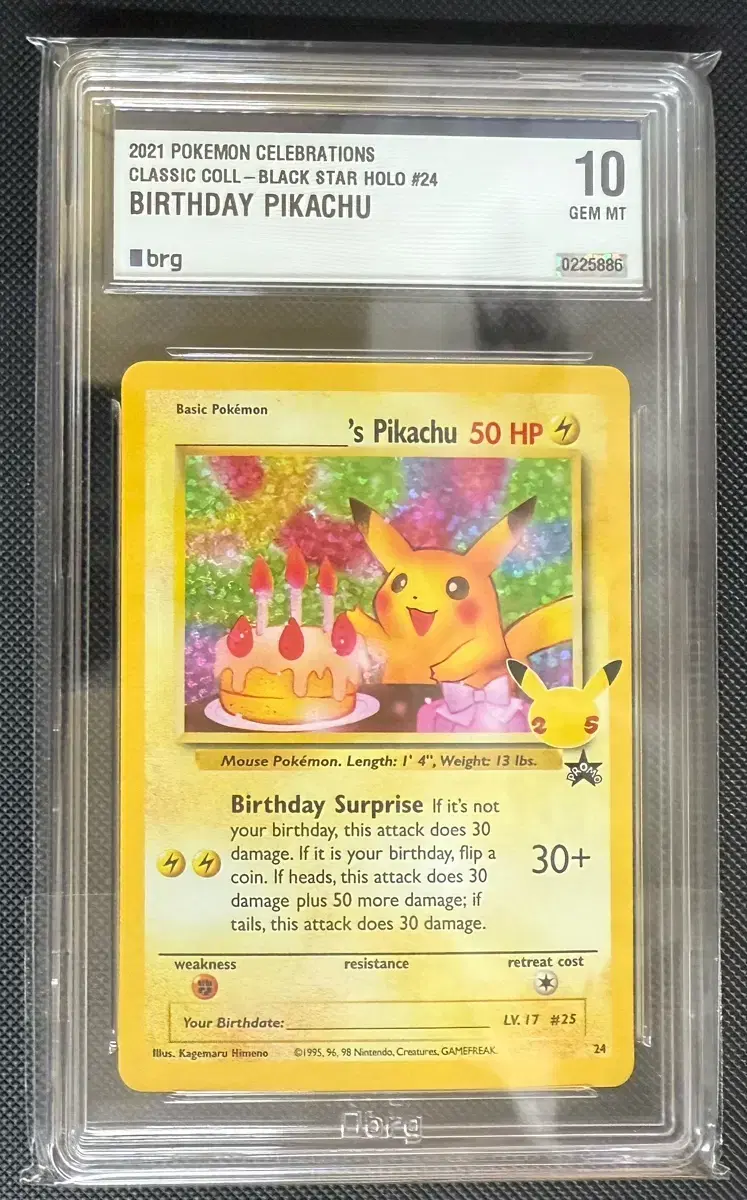 2021 POKEMON CELEBRATIONS
CLASSIC COLL-BLACK STAR HOLO #24
BIRTHDAY PIKACHU
10
GEM MT
brg
0225886
Basic Pokémon
____________'s Pikachu 50 HP
25
PROMO
Mouse Pokémon. Length: 1' 4", Weight: 13 lbs.
Birthday Surprise If it's not
your birthday, this attack does 30
damage. If it is your birthday, flip a
coin. If heads, this attack does 30
damage plus 50 more damage; if
tails, this attack does 30 damage.
30+
weakness resistance retreat cost
Your Birthdate:____________ LV. 17 #25
Illus. Kagemaru Himeno ©1995, 96, 98 Nintendo, Creatures, GAMEFREAK. 24
brg